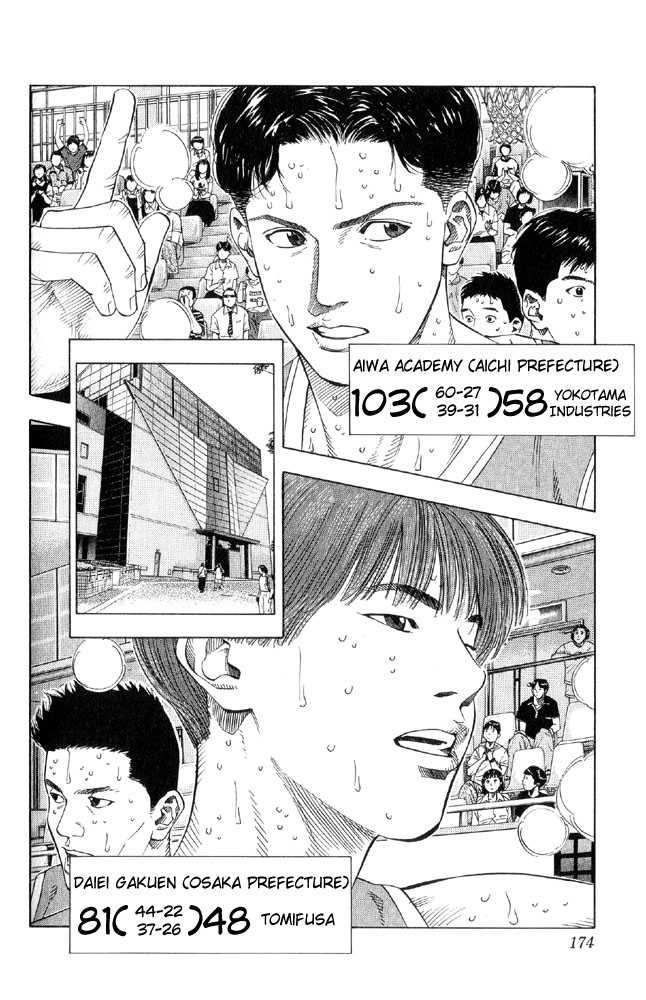 AIWA ACADEMY (AICHI PREFECTURE)
103( 60-27 )58 YOKOTAMA
39-31 INDUSTRIES
DAIEI GAKUEN (OSAKA PREFECTURE)
81( 44-22 )48 TOMIFUSA
37-26
174